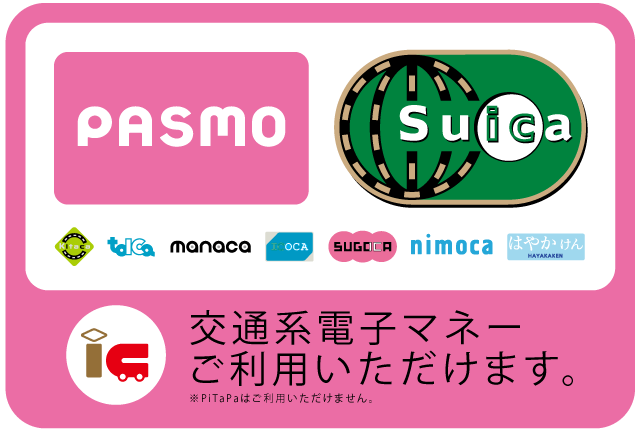 PASMO
Suica
Kitaca
TOICa
manaca
ICOCA
SUGOCA
nimoca
はやかけん
HAYAKAKEN
交通系電子マネー
ご利用いただけます。
※PiTaPaはご利用いただけません。